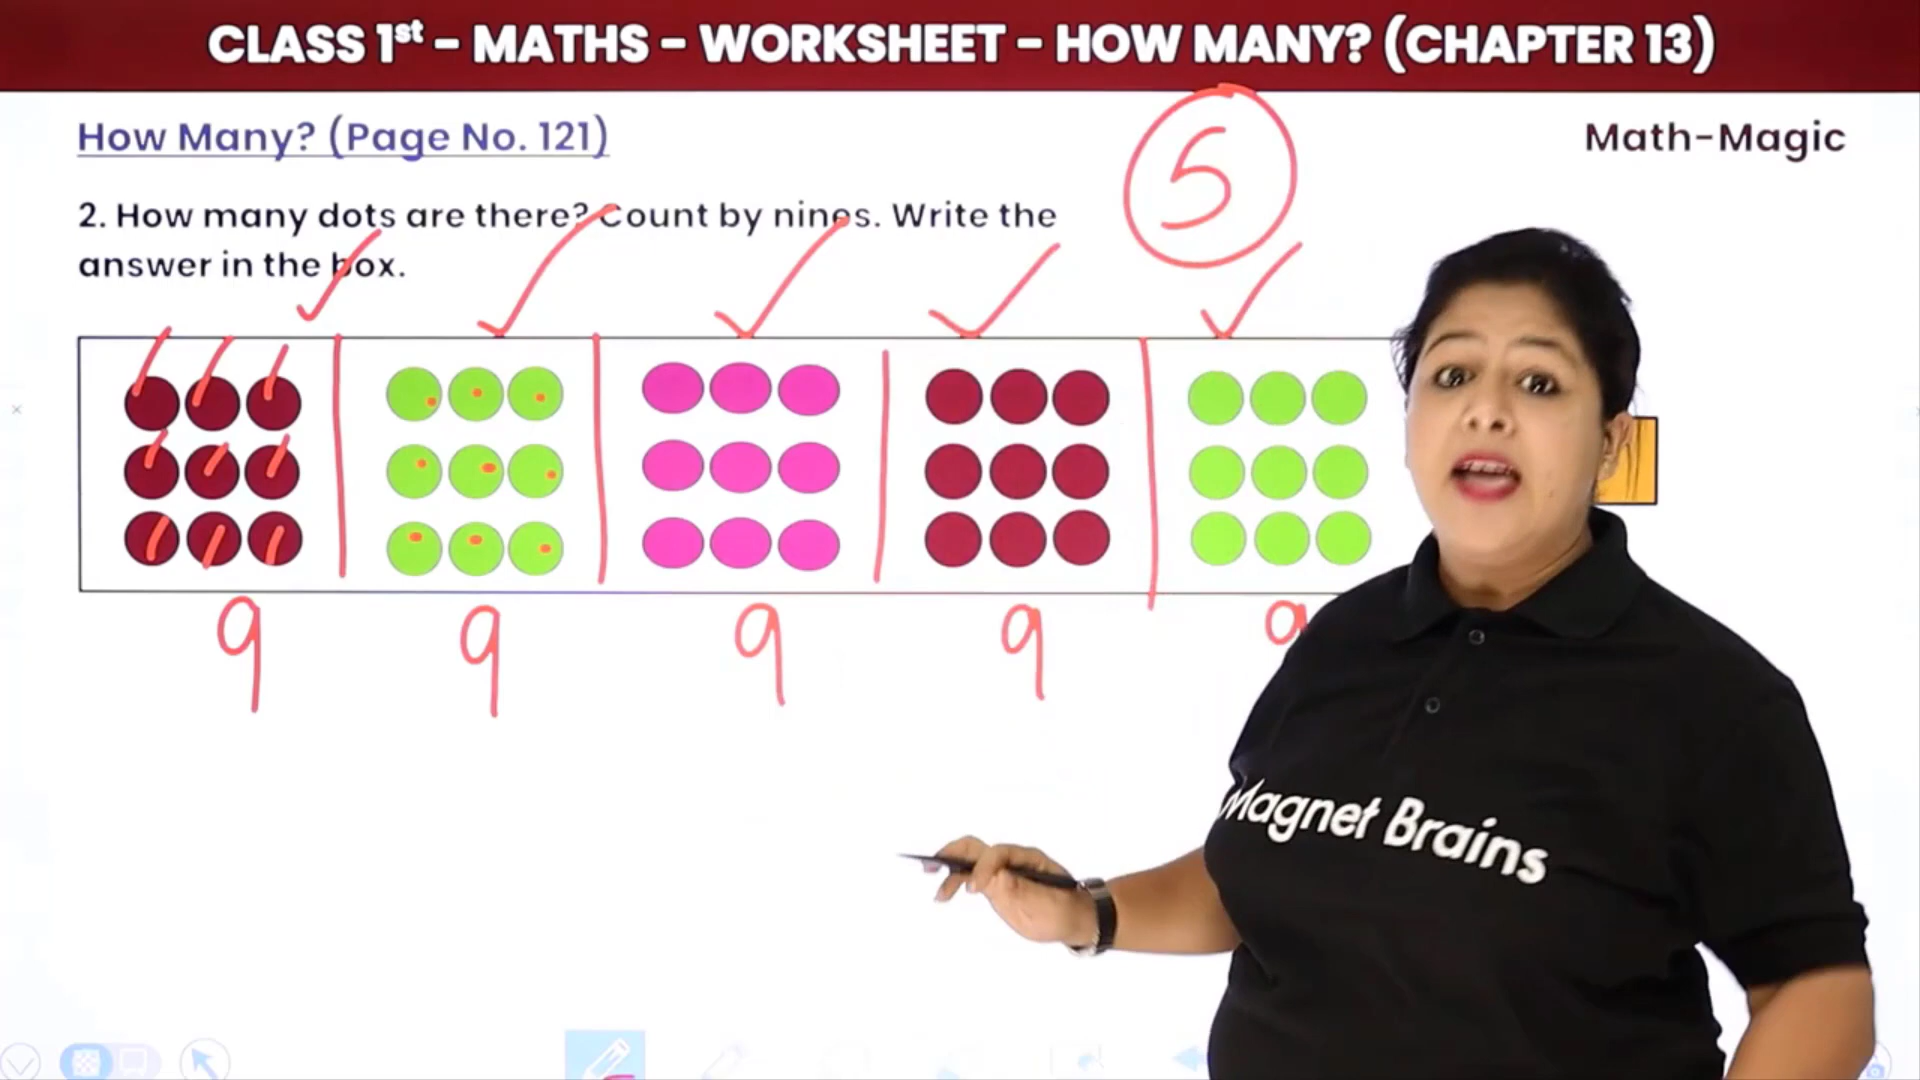 CLASS 1st - MATHS - WORKSHEET - HOW MANY? (CHAPTER 13)
How Many? (Page No. 121)
Math-Magic
5
2. How many dots are there? Count by nines. Write the
answer in the box.
9 9 9 9 9
Magnet Brains